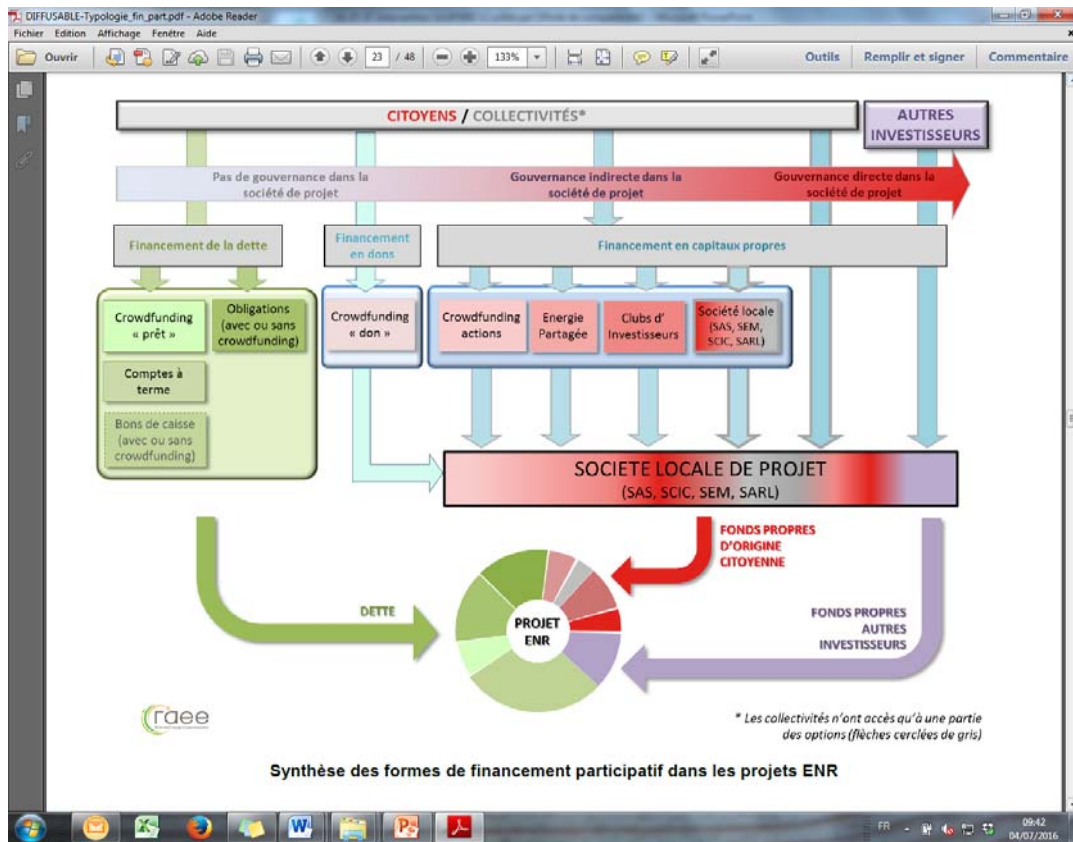 DIFFUSABLE-Typologie_fin_part.pdf - Adobe Reader
Fichier Edition Affichage Fenêtre Aide
Ouvrir 23 / 48 133% Outils Remplir et signer Commentaire
CITOYENS / COLLECTIVITÉS*
AUTRES
INVESTISSEURS
Pas de gouvernance dans la
société de projet
Gouvernance indirecte dans la
société de projet
Gouvernance directe dans la
société de projet
Financement de la dette
Financement
en dons
Financement en capitaux propres
Crowdfunding
« prêt »
Obligations
(avec ou sans
crowdfunding)
Comptes à
terme
Bons de caisse
(avec ou sans
crowdfunding)
Crowdfunding
« don »
Crowdfunding
actions
Energie
Partagée
Clubs d'
Investisseurs
Société locale
(SAS, SEM,
SCIC, SARL)
SOCIETE LOCALE DE PROJET
(SAS, SCIC, SEM, SARL)
FONDS PROPRES
D'ORIGINE
CITOYENNE
DETTE
PROJET
ENR
FONDS PROPRES
AUTRES
INVESTISSEURS
raee
* Les collectivités n'ont accès qu'à une partie
des options (flèches cerclées de gris)
Synthèse des formes de financement participatif dans les projets ENR
FR
09:42
04/07/2016